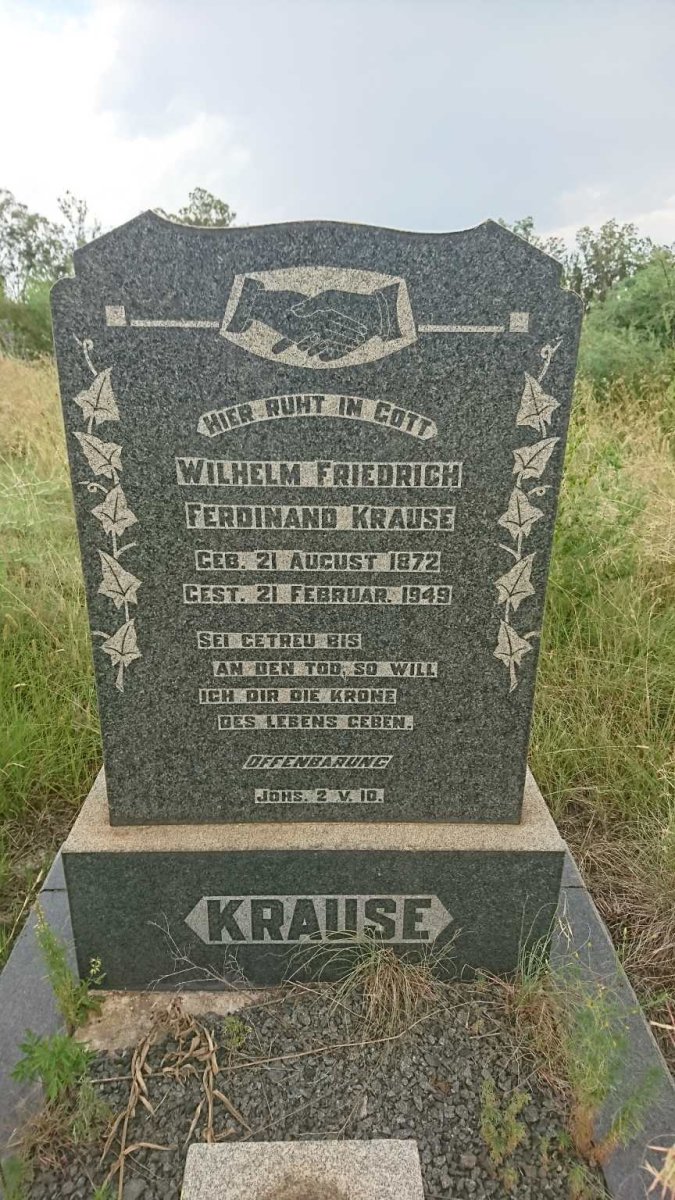 HIER RUHT IN GOTT
WILHELM FRIEDRICH
FERDINAND KRAUSE
GEB. 21 AUGUST 1872
GEST. 21 FEBRUAR. 1949
SEI GETREU BIS
AN DEN TOD, SO WILL
ICH DIR DIE KRONE
DES LEBENS GEBEN.
OFFENBARUNG
JOHS. 2 V. 10.
KRAUSE